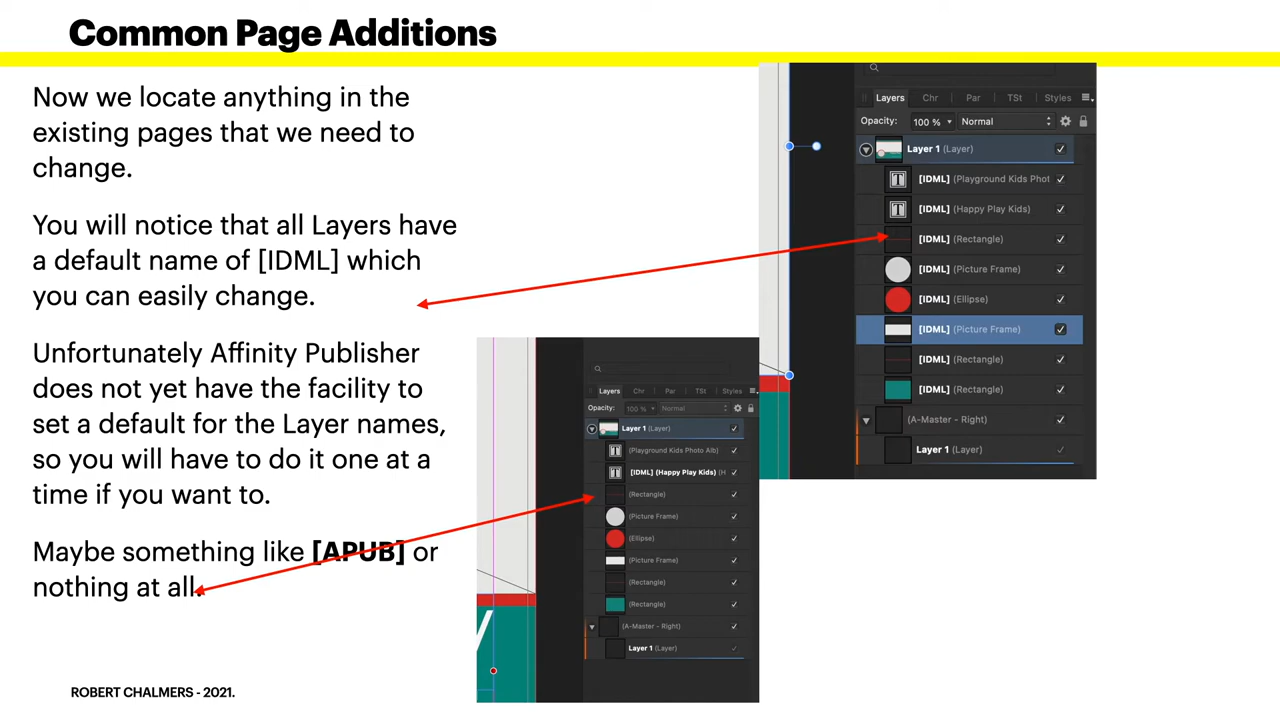 Common Page Additions
Now we locate anything in the
existing pages that we need to
change.
You will notice that all Layers have
a default name of [IDML] which
you can easily change.
Unfortunately Affinity Publisher
does not yet have the facility to
set a default for the Layer names,
so you will have to do it one at a
time if you want to.
Maybe something like [APUB] or
nothing at all.
Layers Chr Par TSt Styles
Opacity: 100 % Normal
Layer 1 (Layer)
[IDML] (Playground Kids Phot
[IDML] (Happy Play Kids)
[IDML] (Rectangle)
[IDML] (Picture Frame)
[IDML] (Ellipse)
[IDML] (Picture Frame)
[IDML] (Rectangle)
[IDML] (Rectangle)
(A-Master - Right)
Layer 1 (Layer)
Layers Chr Par TSt Styles
Opacity: 100 % Normal
Layer 1 (Layer)
(Playground Kids Photo Alb)
[IDML] (Happy Play Kids) (H
(Rectangle)
(Picture Frame)
(Ellipse)
(Picture Frame)
(Rectangle)
(Rectangle)
(A-Master - Right)
Layer 1 (Layer)
ROBERT CHALMERS - 2021.